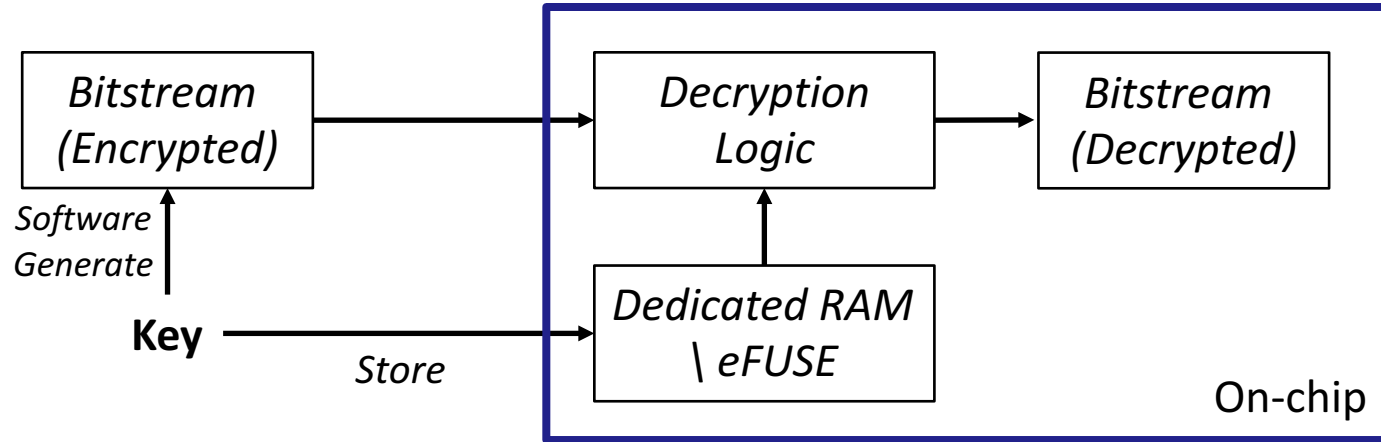 Bitstream
(Encrypted)
Decryption
Logic
Bitstream
(Decrypted)
Software
Generate
Key
Store
Dedicated RAM
\ eFUSE
On-chip